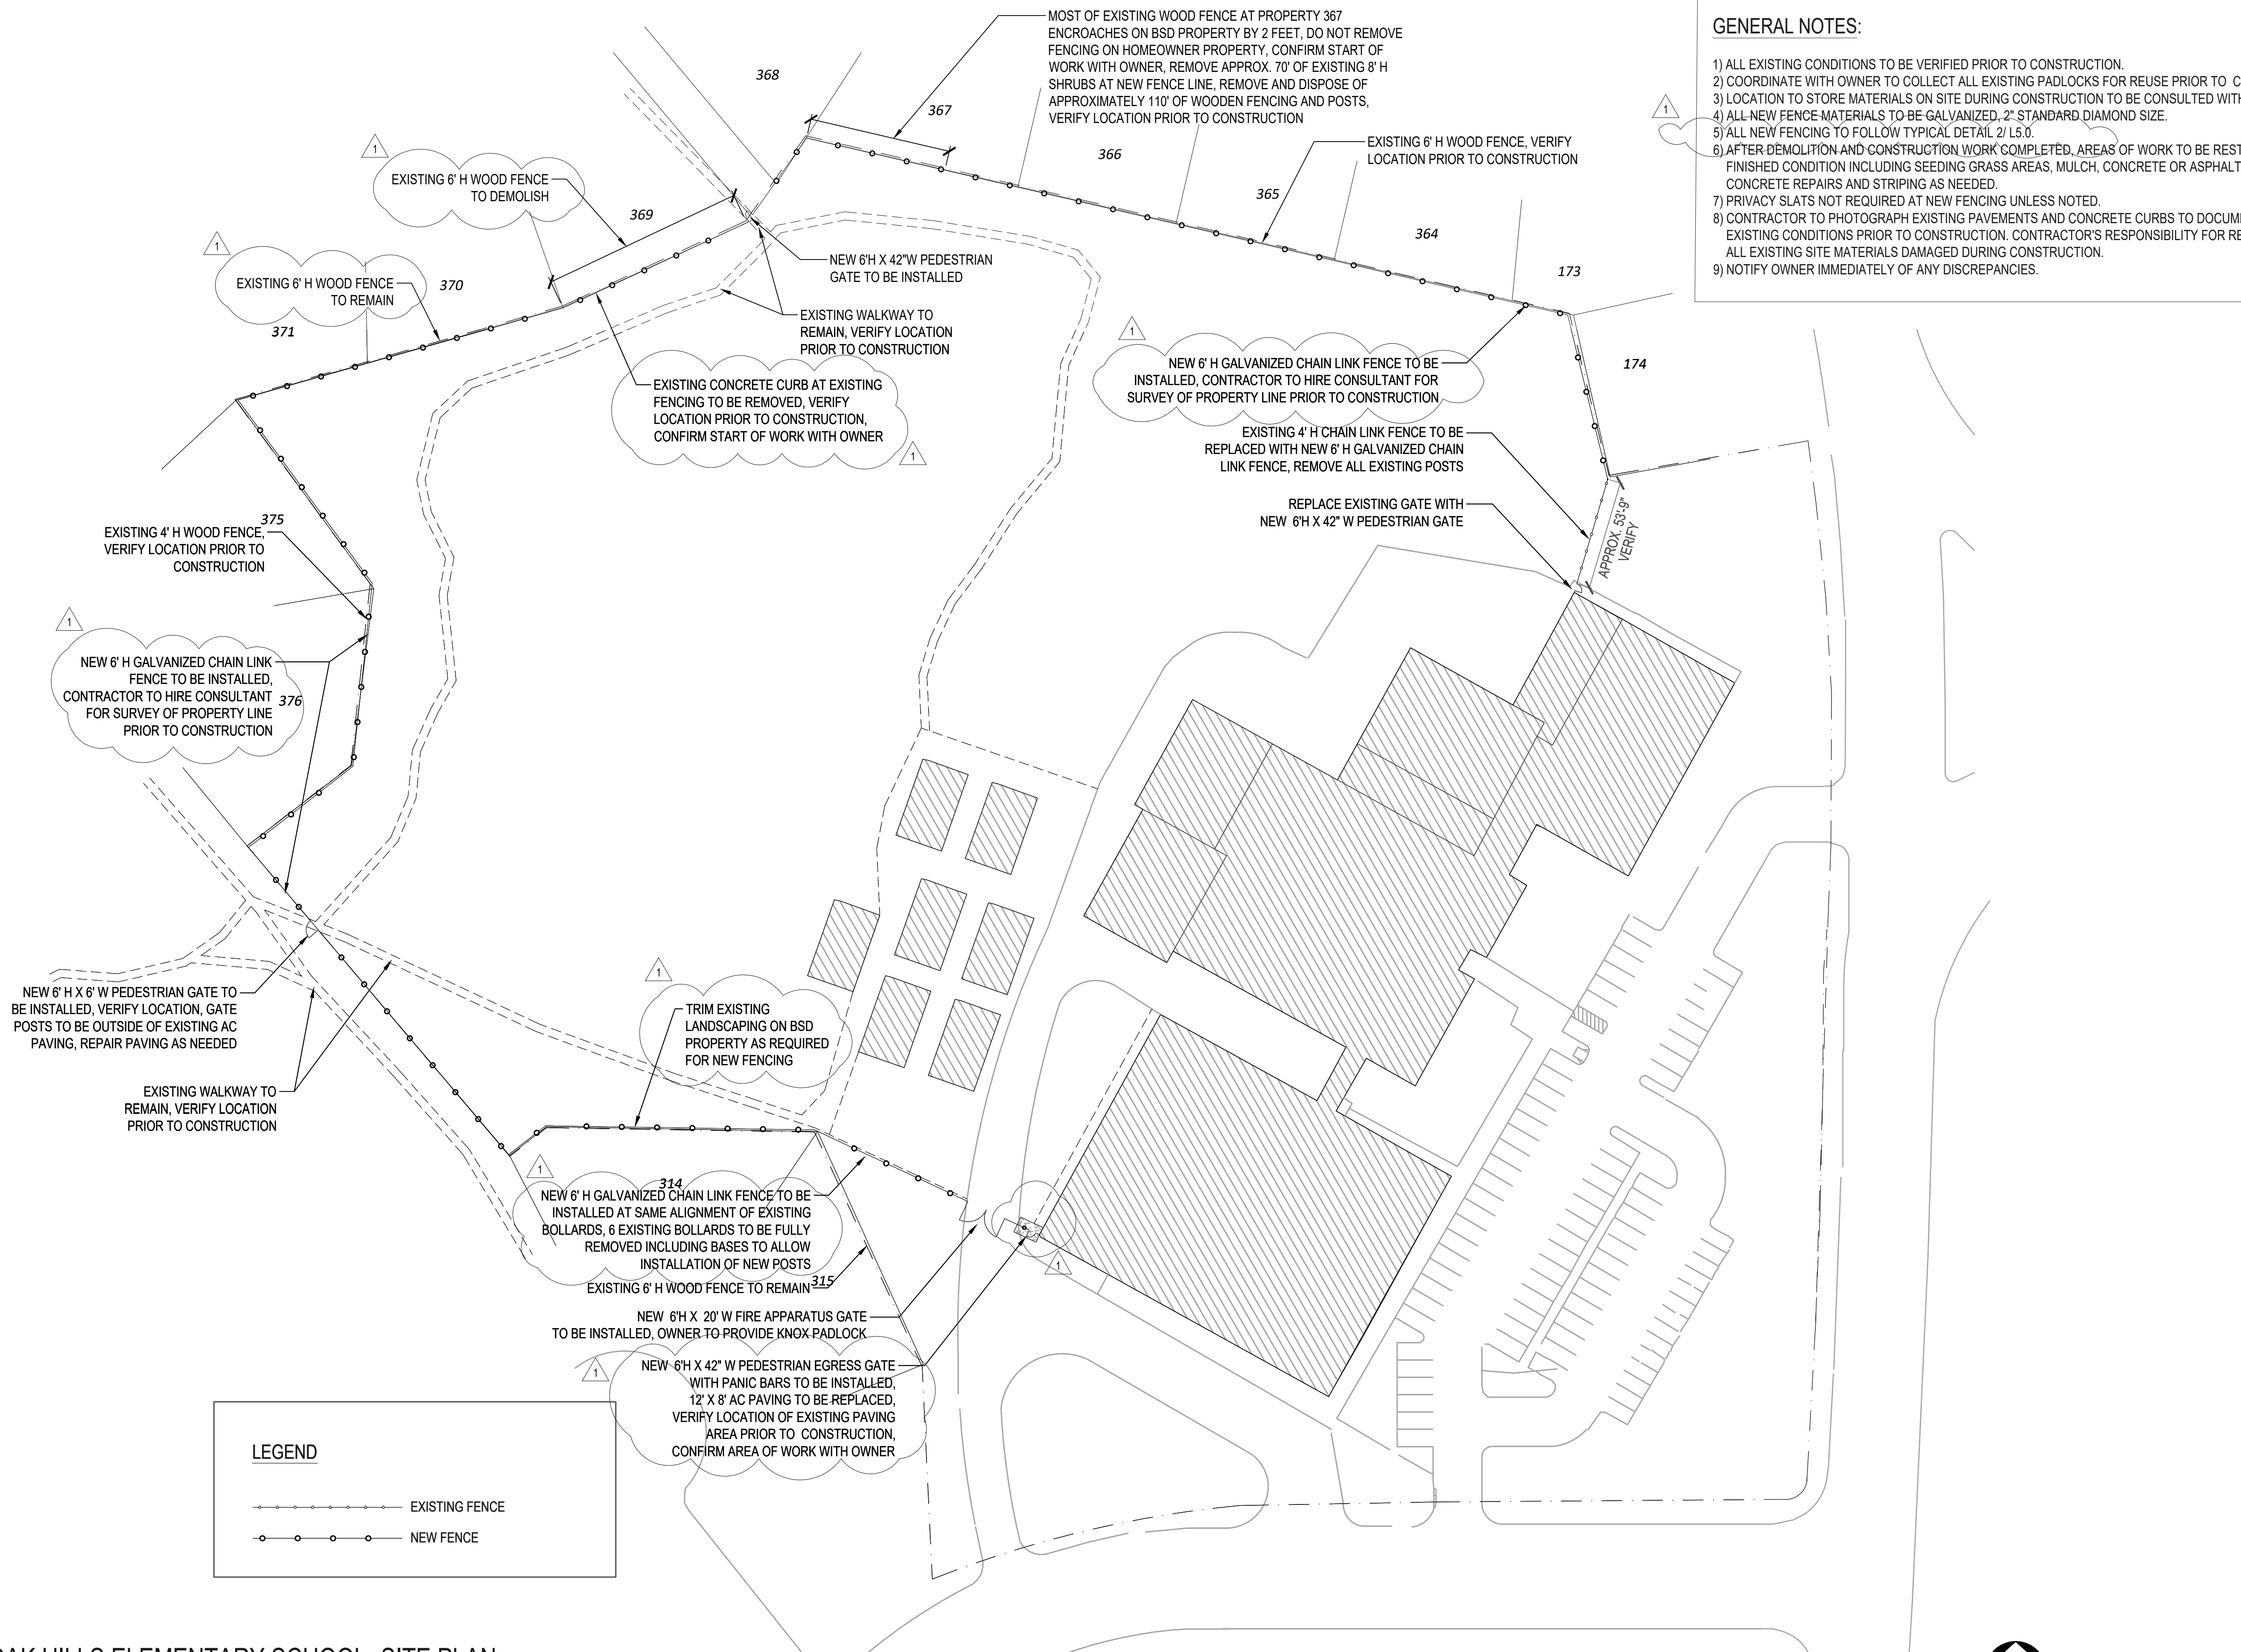 MOST OF EXISTING WOOD FENCE AT PROPERTY 367
ENCROACHES ON BSD PROPERTY BY 2 FEET, DO NOT REMOVE
FENCING ON HOMEOWNER PROPERTY, CONFIRM START OF
WORK WITH OWNER, REMOVE APPROX. 70' OF EXISTING 8' H
SHRUBS AT NEW FENCE LINE, REMOVE AND DISPOSE OF
APPROXIMATELY 110' OF WOODEN FENCING AND POSTS,
VERIFY LOCATION PRIOR TO CONSTRUCTION
GENERAL NOTES:
1) ALL EXISTING CONDITIONS TO BE VERIFIED PRIOR TO CONSTRUCTION.
2) COORDINATE WITH OWNER TO COLLECT ALL EXISTING PADLOCKS FOR REUSE PRIOR TO
3) LOCATION TO STORE MATERIALS ON SITE DURING CONSTRUCTION TO BE CONSULTED
4) ALL NEW FENCE MATERIALS TO BE GALVANIZED, 2" STANDARD DIAMOND SIZE.
5) ALL NEW FENCING TO FOLLOW TYPICAL DETAIL 2/ L5.0.
6) AFTER DEMOLITION AND CONSTRUCTION WORK COMPLETED, AREAS OF WORK TO BE
FINISHED CONDITION INCLUDING SEEDING GRASS AREAS, MULCH, CONCRETE OR ASPHALT
CONCRETE REPAIRS AND STRIPING AS NEEDED.
7) PRIVACY SLATS NOT REQUIRED AT NEW FENCING UNLESS NOTED.
8) CONTRACTOR TO PHOTOGRAPH EXISTING PAVEMENTS AND CONCRETE CURBS TO
EXISTING CONDITIONS PRIOR TO CONSTRUCTION. CONTRACTOR'S RESPONSIBILITY FOR
ALL EXISTING SITE MATERIALS DAMAGED DURING CONSTRUCTION.
9) NOTIFY OWNER IMMEDIATELY OF ANY DISCREPANCIES.
1
368
367
366
365
364
173
174
EXISTING 6' H WOOD FENCE, VERIFY
LOCATION PRIOR TO CONSTRUCTION
1
EXISTING 6' H WOOD FENCE
TO DEMOLISH
369
1
EXISTING 6' H WOOD FENCE
TO REMAIN
370
371
NEW 6'H X 42"W PEDESTRIAN
GATE TO BE INSTALLED
EXISTING WALKWAY TO
REMAIN, VERIFY LOCATION
PRIOR TO CONSTRUCTION
EXISTING CONCRETE CURB AT EXISTING
FENCING TO BE REMOVED, VERIFY
LOCATION PRIOR TO CONSTRUCTION,
CONFIRM START OF WORK WITH OWNER
1
1
NEW 6' H GALVANIZED CHAIN LINK FENCE TO BE
INSTALLED, CONTRACTOR TO HIRE CONSULTANT FOR
SURVEY OF PROPERTY LINE PRIOR TO CONSTRUCTION
EXISTING 4' H CHAIN LINK FENCE TO BE
REPLACED WITH NEW 6' H GALVANIZED CHAIN
LINK FENCE, REMOVE ALL EXISTING POSTS
REPLACE EXISTING GATE WITH
NEW 6'H X 42" W PEDESTRIAN GATE
APPROX. 53'-9"
VERIFY
375
EXISTING 4' H WOOD FENCE,
VERIFY LOCATION PRIOR TO
CONSTRUCTION
1
NEW 6' H GALVANIZED CHAIN LINK
FENCE TO BE INSTALLED,
CONTRACTOR TO HIRE CONSULTANT
FOR SURVEY OF PROPERTY LINE
PRIOR TO CONSTRUCTION
376
NEW 6' H X 6' W PEDESTRIAN GATE TO
BE INSTALLED, VERIFY LOCATION, GATE
POSTS TO BE OUTSIDE OF EXISTING AC
PAVING, REPAIR PAVING AS NEEDED
EXISTING WALKWAY TO
REMAIN, VERIFY LOCATION
PRIOR TO CONSTRUCTION
1
TRIM EXISTING
LANDSCAPING ON BSD
PROPERTY AS REQUIRED
FOR NEW FENCING
1
314
NEW 6' H GALVANIZED CHAIN LINK FENCE TO BE
INSTALLED AT SAME ALIGNMENT OF EXISTING
BOLLARDS, 6 EXISTING BOLLARDS TO BE FULLY
REMOVED INCLUDING BASES TO ALLOW
INSTALLATION OF NEW POSTS
EXISTING 6' H WOOD FENCE TO REMAIN
315
1
NEW 6'H X 20' W FIRE APPARATUS GATE
TO BE INSTALLED, OWNER TO PROVIDE KNOX PADLOCK
1
NEW 6'H X 42" W PEDESTRIAN EGRESS GATE
WITH PANIC BARS TO BE INSTALLED,
12' X 8' AC PAVING TO BE REPLACED,
VERIFY LOCATION OF EXISTING PAVING
AREA PRIOR TO CONSTRUCTION,
CONFIRM AREA OF WORK WITH OWNER
LEGEND
EXISTING FENCE
NEW FENCE
HILLS ELEMENTARY SCHOOL- SITE PLAN